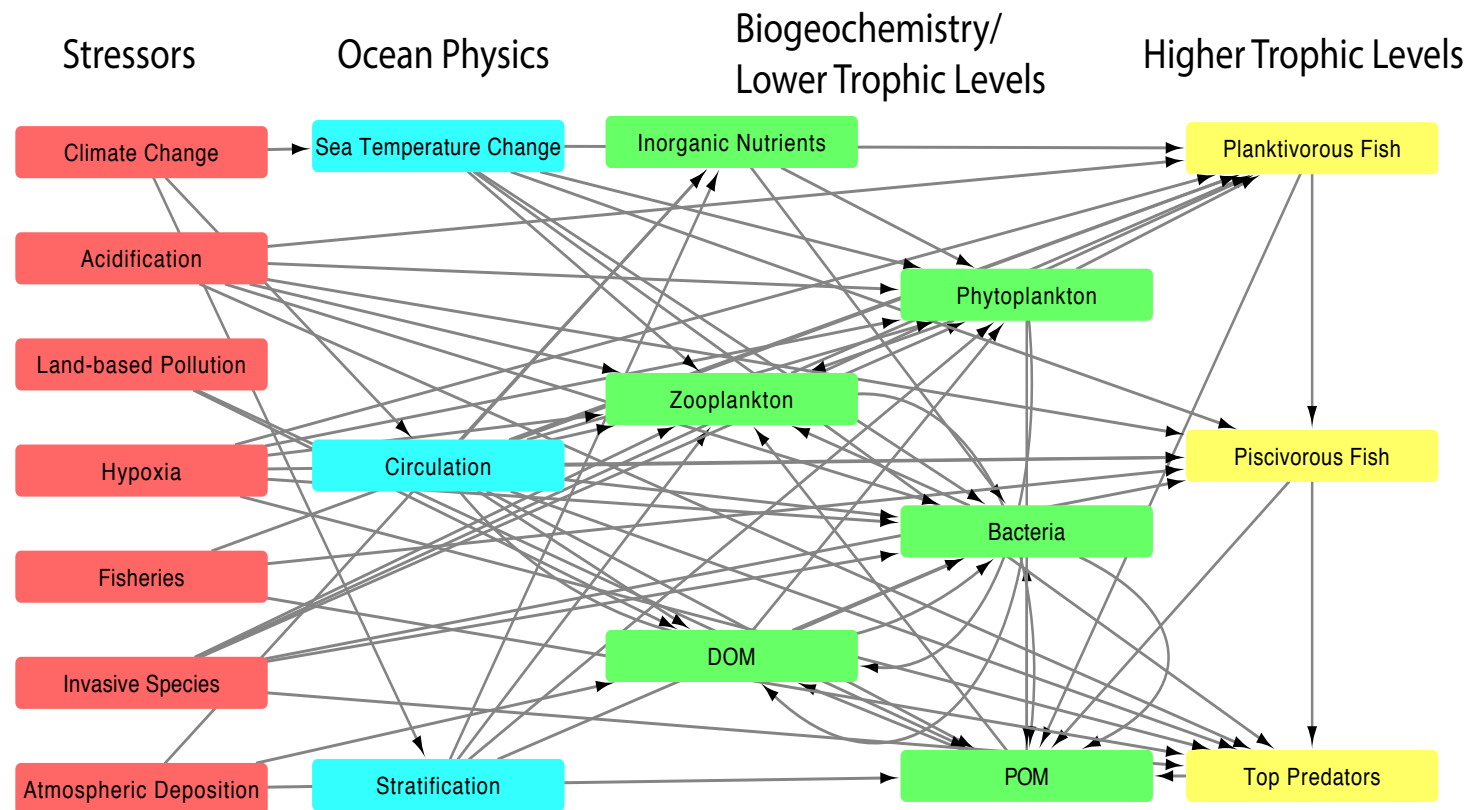 Stressors
Ocean Physics
Biogeochemistry/
Lower Trophic Levels
Higher Trophic Levels
Climate Change
Sea Temperature Change
Inorganic Nutrients
Planktivorous Fish
Acidification
Phytoplankton
Land-based Pollution
Zooplankton
Hypoxia
Circulation
Piscivorous Fish
Bacteria
Fisheries
DOM
Invasive Species
Atmospheric Deposition
Stratification
POM
Top Predators